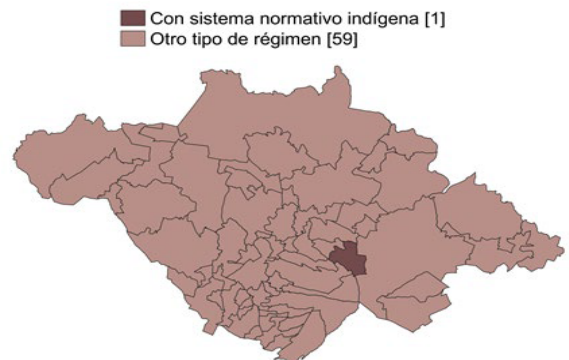 Con sistema normativo indígena [1]
Otro tipo de régimen [59]